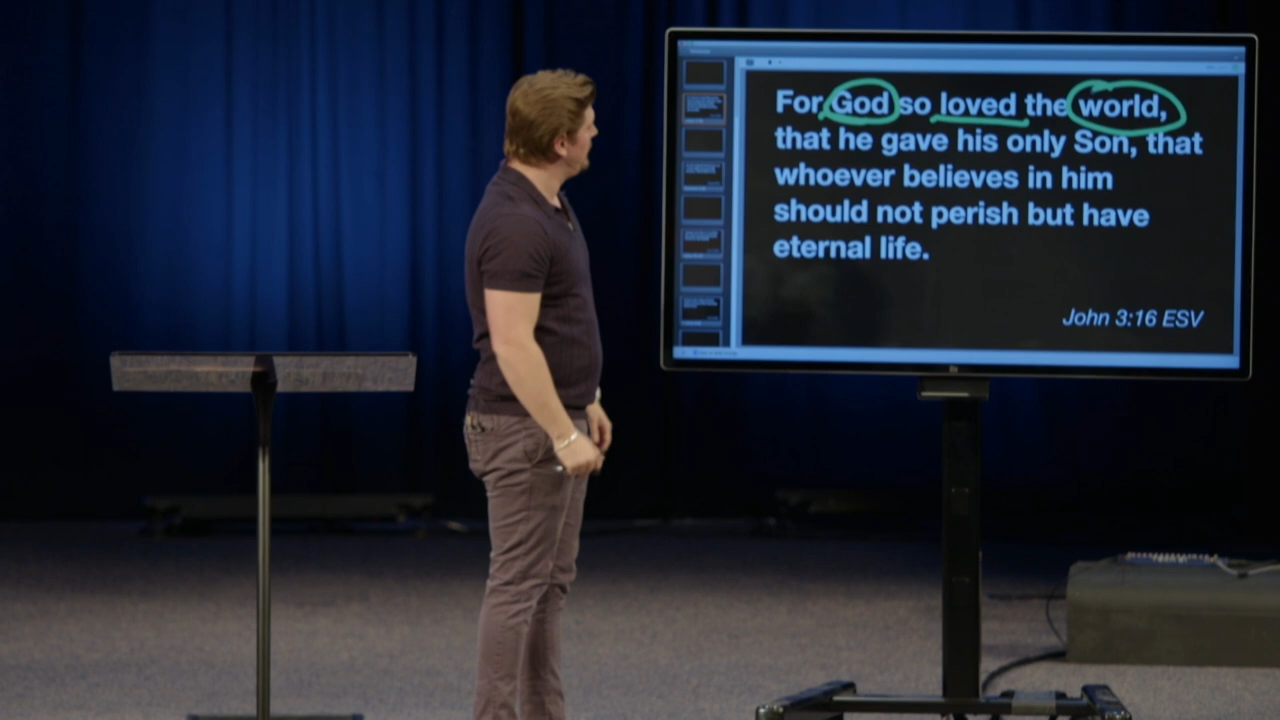 For God so loved the world,
that he gave his only Son, that
whoever believes in him
should not perish but have
eternal life.
John 3:16 ESV